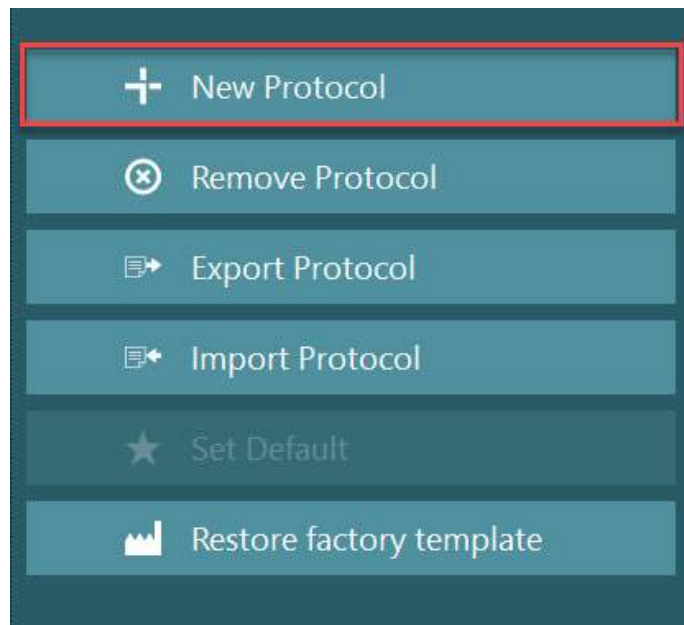 New Protocol
Remove Protocol
Export Protocol
Import Protocol
Set Default
Restore factory template